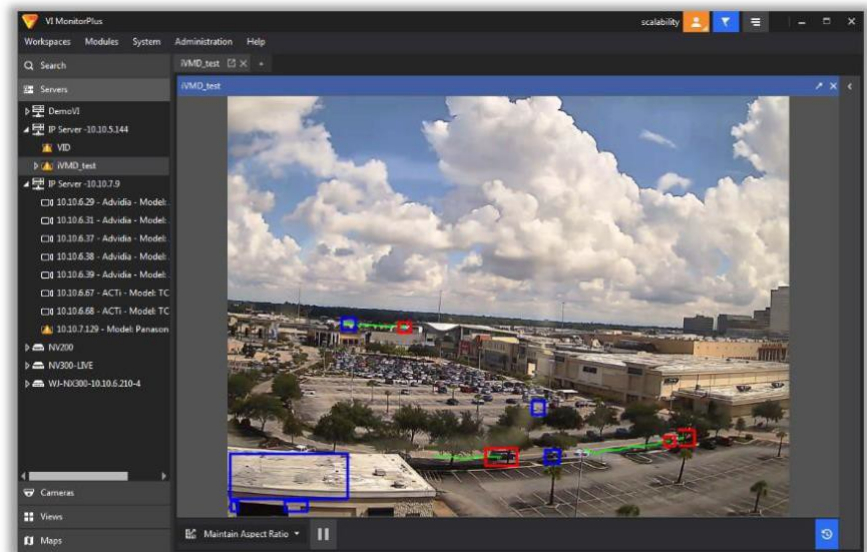 VI MonitorPlus
scalability
Workspaces Modules System Administration Help
Search
iVMD_test
Servers
iVMD_test
DemoVI
IP Server -10.10.5.144
VID
iVMD_test
IP Server -10.10.7.9
10.10.6.29 - Advidia - Model:
10.10.6.31 - Advidia - Model:
10.10.6.37 - Advidia - Model:
10.10.6.38 - Advidia - Model:
10.10.6.39 - Advidia - Model:
10.10.6.67 - ACTi - Model: TC
10.10.6.68 - ACTi - Model: TC
10.10.7.129 - Model: Panason
NV200
NV300-LIVE
WJ-NX300-10.10.6.210-4
Cameras
Views
Maps
Maintain Aspect Ratio